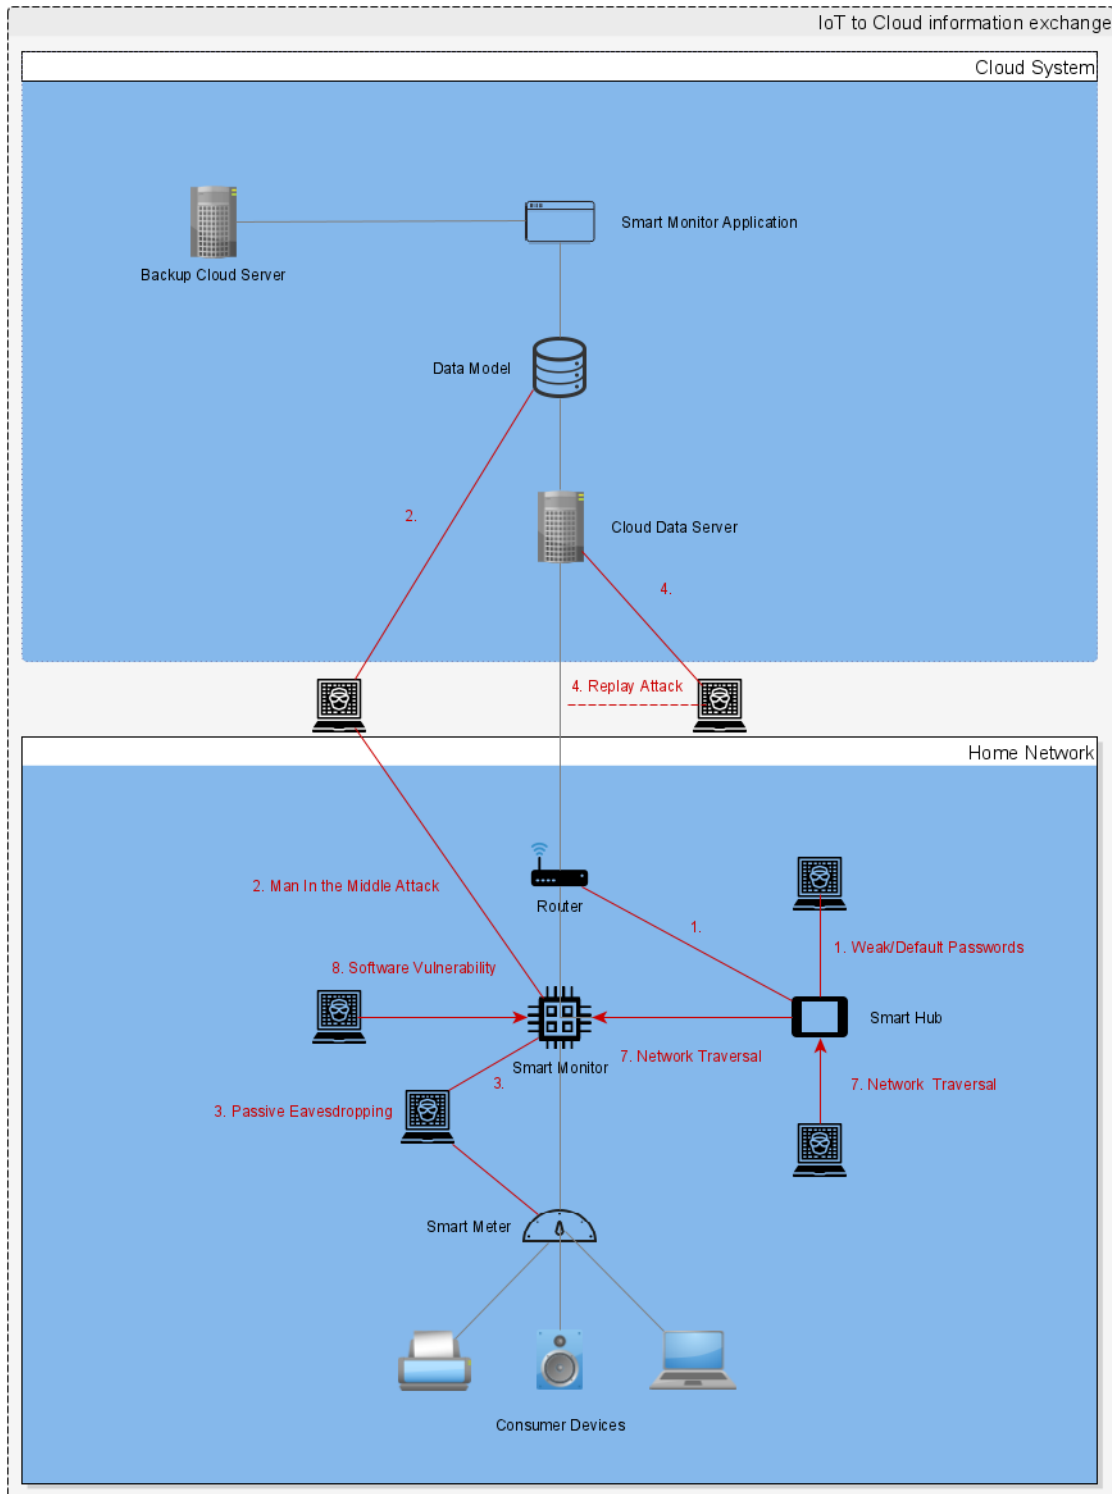 IoT to Cloud information exchange
Cloud System
Smart Monitor Application
Backup Cloud Server
Data Model
2.
Cloud Data Server
4.
4. Replay Attack
Home Network
2. Man In the Middle Attack
Router
1.
1. Weak/Default Passwords
8. Software Vulnerability
Smart Hub
7. Network Traversal
Smart Monitor
3.
7. Network  Traversal
3. Passive Eavesdropping
Smart Meter
Consumer Devices